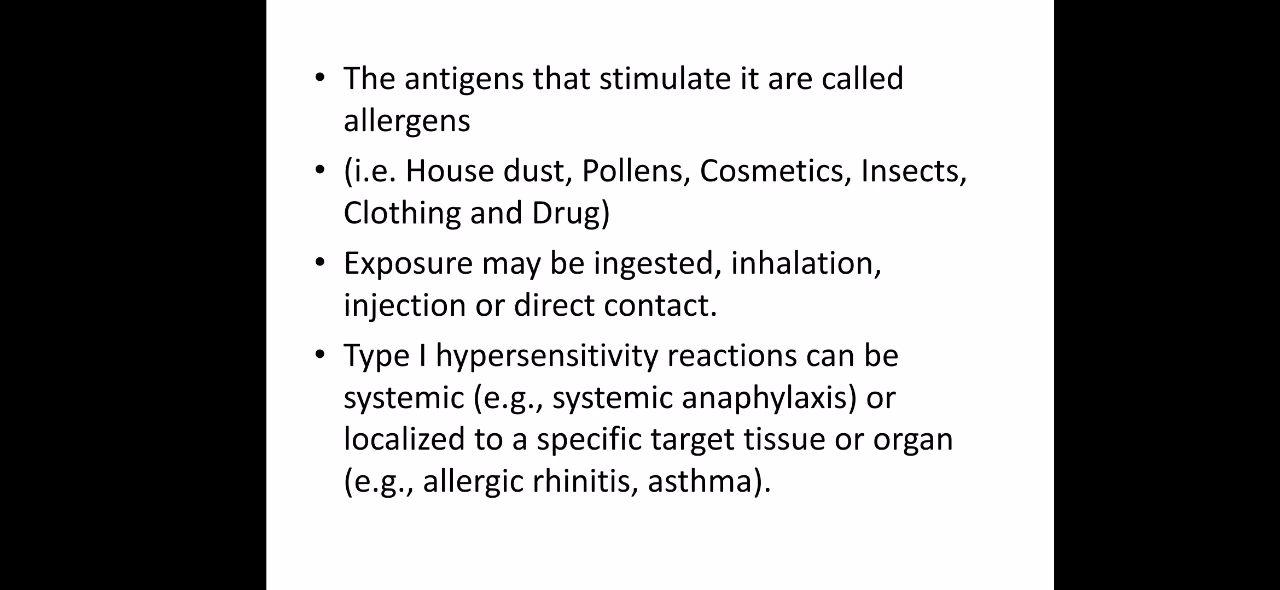 • The antigens that stimulate it are called
allergens
• (i.e. House dust, Pollens, Cosmetics, Insects,
Clothing and Drug)
• Exposure may be ingested, inhalation,
injection or direct contact.
• Type I hypersensitivity reactions can be
systemic (e.g., systemic anaphylaxis) or
localized to a specific target tissue or organ
(e.g., allergic rhinitis, asthma).